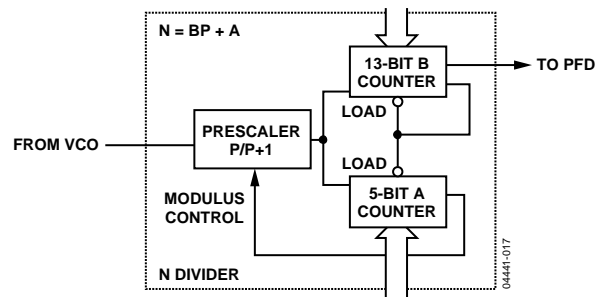 N = BP + A
13-BIT B
COUNTER
TO PFD
LOAD
PRESCALER
P/P+1
FROM VCO
LOAD
MODULUS
CONTROL
5-BIT A
COUNTER
N DIVIDER
04441-017